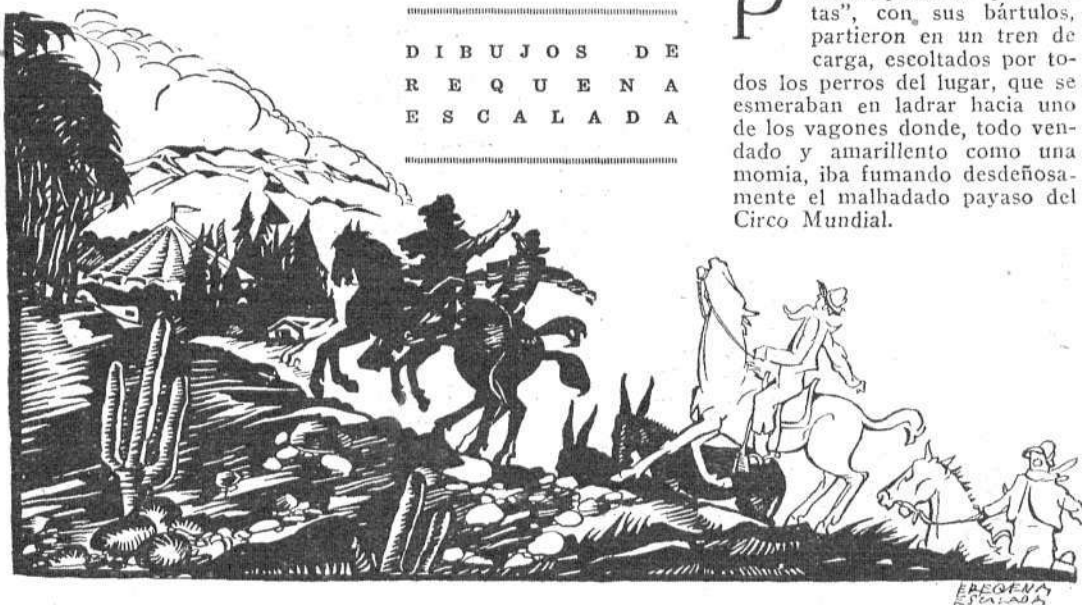 DIBUJOS DE
REQUENA
ESCALADA
P
tas", con sus bártulos,
partieron en un tren de
carga, escoltados por to-
dos los perros del lugar, que se
esmeraban en ladrar hacia uno
de los vagones donde, todo ven-
dado y amarillento como una
momia, iba fumando desdeñosa-
mente el malhadado payaso del
Circo Mundial.
REQUENA
ESCALADA